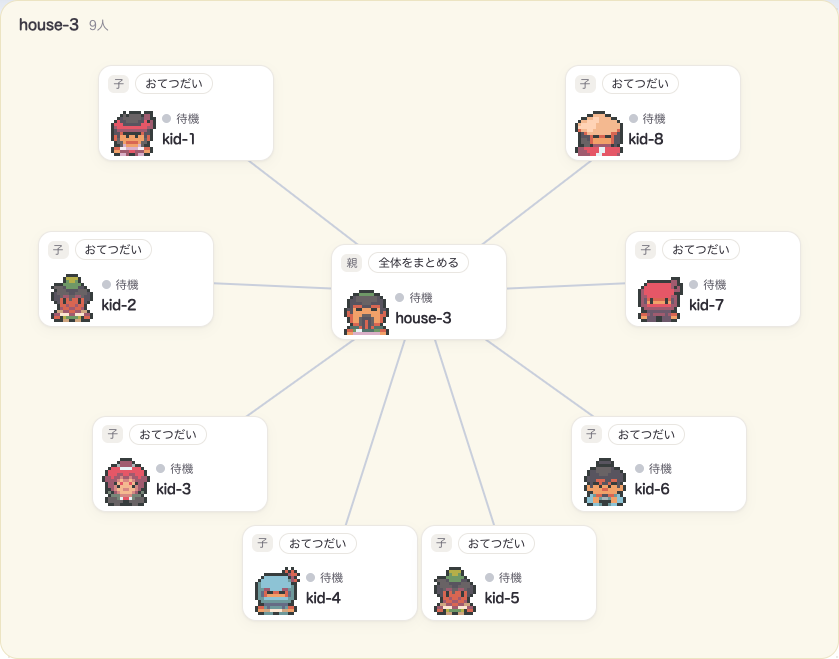 house-3 9人
子 おてつだい
待機
kid-1
子 おてつだい
待機
kid-8
子 おてつだい
待機
kid-2
親 全体をまとめる
待機
house-3
子 おてつだい
待機
kid-7
子 おてつだい
待機
kid-3
子 おてつだい
待機
kid-6
子 おてつだい
待機
kid-4
子 おてつだい
待機
kid-5